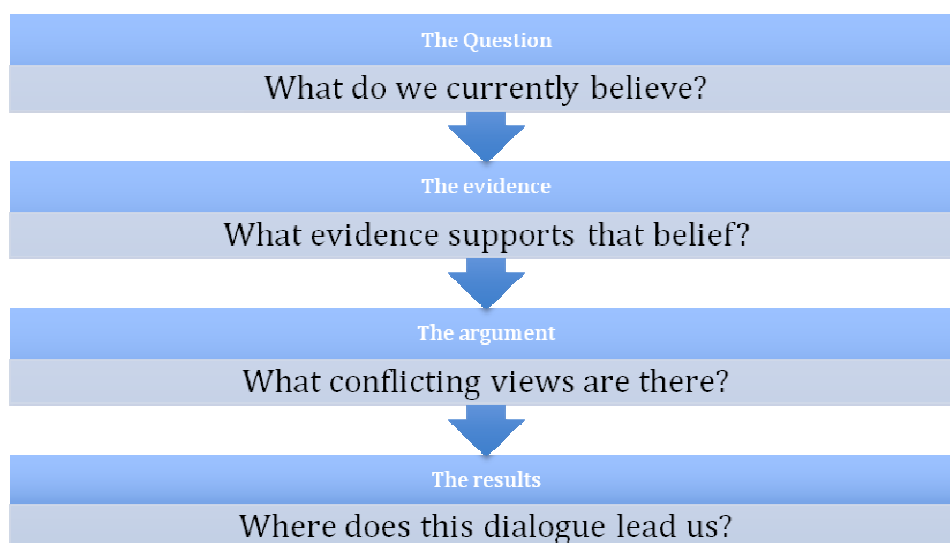 The Question
What do we currently believe?
The evidence
What evidence supports that belief?
The argument
What conflicting views are there?
The results
Where does this dialogue lead us?